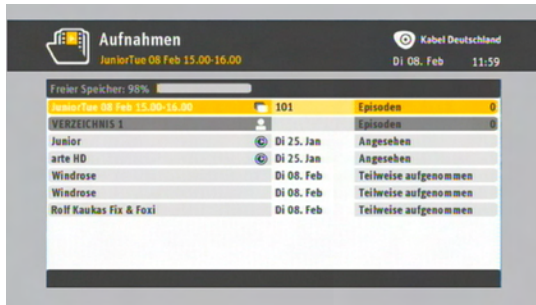 Aufnahmen
JuniorTue 08 Feb 15.00-16.00
Kabel Deutschland
Di 08. Feb 11:59
Freier Speicher: 98%
JuniorTue 08 Feb 15.00-16.00 101 Episoden 0
VERZEICHNIS 1 Episoden 0
Junior © Di 25. Jan Angesehen
arte HD © Di 25. Jan Angesehen
Windrose Di 08. Feb Teilweise aufgenommen
Windrose Di 08. Feb Teilweise aufgenommen
Rolf Kaukas Fix & Foxi Di 08. Feb Teilweise aufgenommen